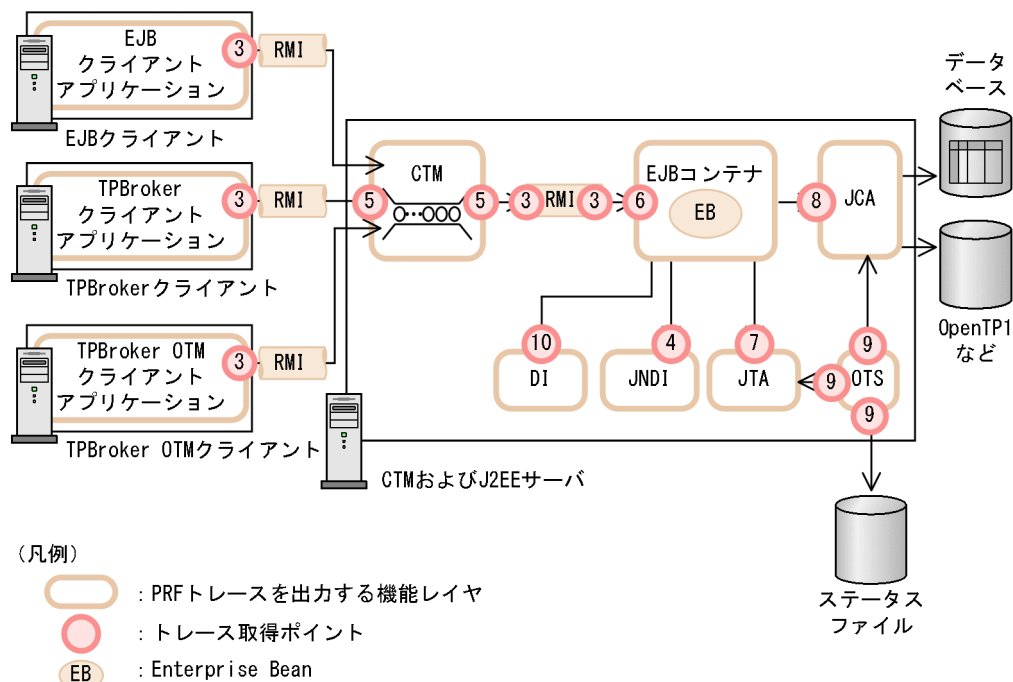 EJB
クライアント
アプリケーション
3
RMI
EJBクライアント
TPBroker
クライアント
アプリケーション
3
RMI
TPBrokerクライアント
TPBroker OTM
クライアント
アプリケーション
3
RMI
TPBroker OTMクライアント
CTM
5
5
3
RMI
3
6
EJBコンテナ
EB
8
JCA
データ
ベース
OpenTP1
など
10
DI
4
JNDI
7
JTA
9
9
OTS
9
CTMおよびJ2EEサーバ
ステータス
ファイル
(凡例)
：PRFトレースを出力する機能レイヤ
：トレース取得ポイント
EB ：Enterprise Bean